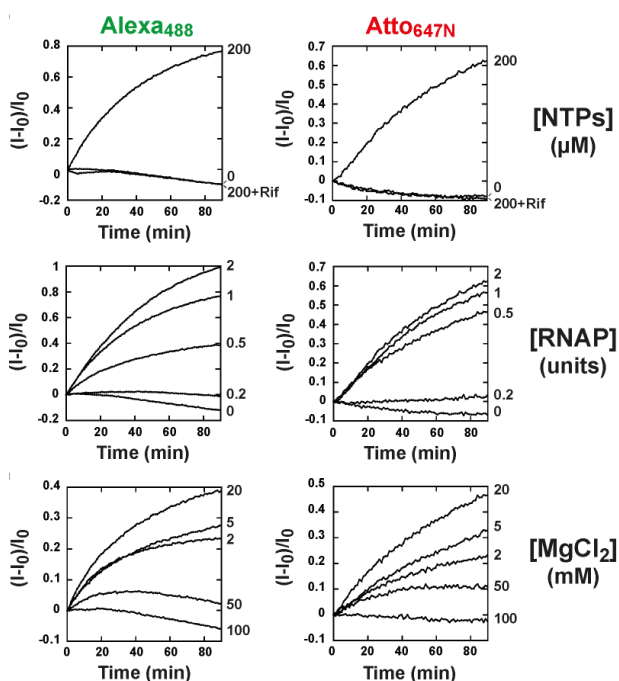 Alexa488 Atto647N
0.8 0.6 0.4 0.2 0 -0.2
(I-I0)/I0
200
0
200+Rif
0 20 40 60 80
Time (min)
0.7 0.6 0.5 0.4 0.3 0.2 0.1 0 -0.1
(I-I0)/I0
200
0
200+Rif
0 20 40 60 80
Time (min)
[NTPs]
(µM)
1 0.8 0.6 0.4 0.2 0 -0.2
(I-I0)/I0
2
1
0.5
0.2
0
0 20 40 60 80
Time (min)
0.7 0.6 0.5 0.4 0.3 0.2 0.1 0 -0.1
(I-I0)/I0
2
1
0.5
0.2
0
0 20 40 60 80
Time (min)
[RNAP]
(units)
0.4 0.3 0.2 0.1 0 -0.1
(I-I0)/I0
20
5
2
50
100
0 20 40 60 80
Time (min)
0.5 0.4 0.3 0.2 0.1 0 -0.1
(I-I0)/I0
20
5
2
50
100
0 20 40 60 80
Time (min)
[MgCl2]
(mM)